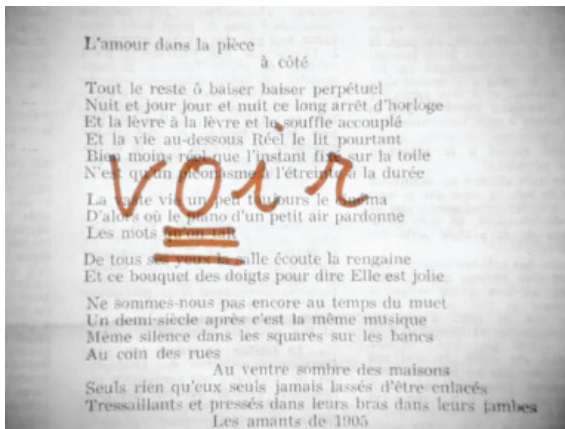 L'amour dans la pièce
à côté
Tout le reste ô baiser baiser perpétuel
Nuit et jour jour et nuit ce long arrêt d'horloge
Et la lèvre à la lèvre et le souffle accouplé
Et la vie au-dessous Réel le lit pourtant
Bien moins réel que l'instant fixe sur la toile
N'est qu'un pléonisme à l'étreinte à la durée
voir
La vaste vie un peu toujours le cinéma
D'alors où le piano d'un petit air pardonne
Les mots qu'on tait
De tous ses yeux la salle écoute la rengaine
Et ce bouquet des doigts pour dire Elle est jolie
Ne sommes-nous pas encore au temps du muet
Un demi-siècle après c'est la même musique
Même silence dans les squares sur les bancs
Au coin des rues
Au ventre sombre des maisons
Seuls rien qu'eux seuls jamais lassés d'être enlacés
Tressaillants et pressés dans leurs bras dans leurs jambes
Les amants de 1905